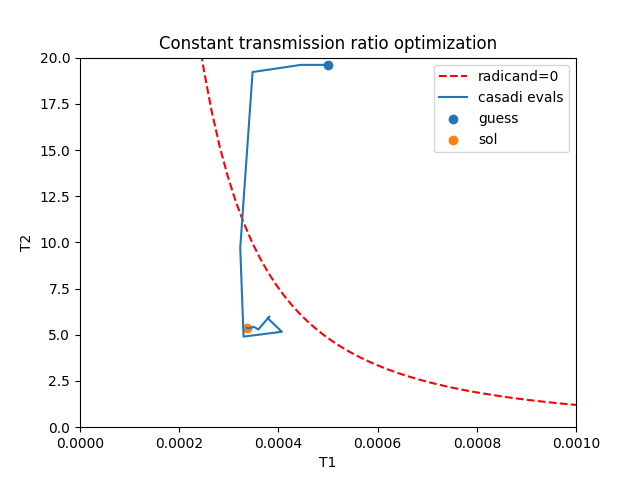 Constant transmission ratio optimization
radicand=0
casadi evals
guess
sol
20.0
17.5
15.0
12.5
10.0
7.5
5.0
2.5
0.0
T2
0.0000 0.0002 0.0004 0.0006 0.0008 0.0010
T1